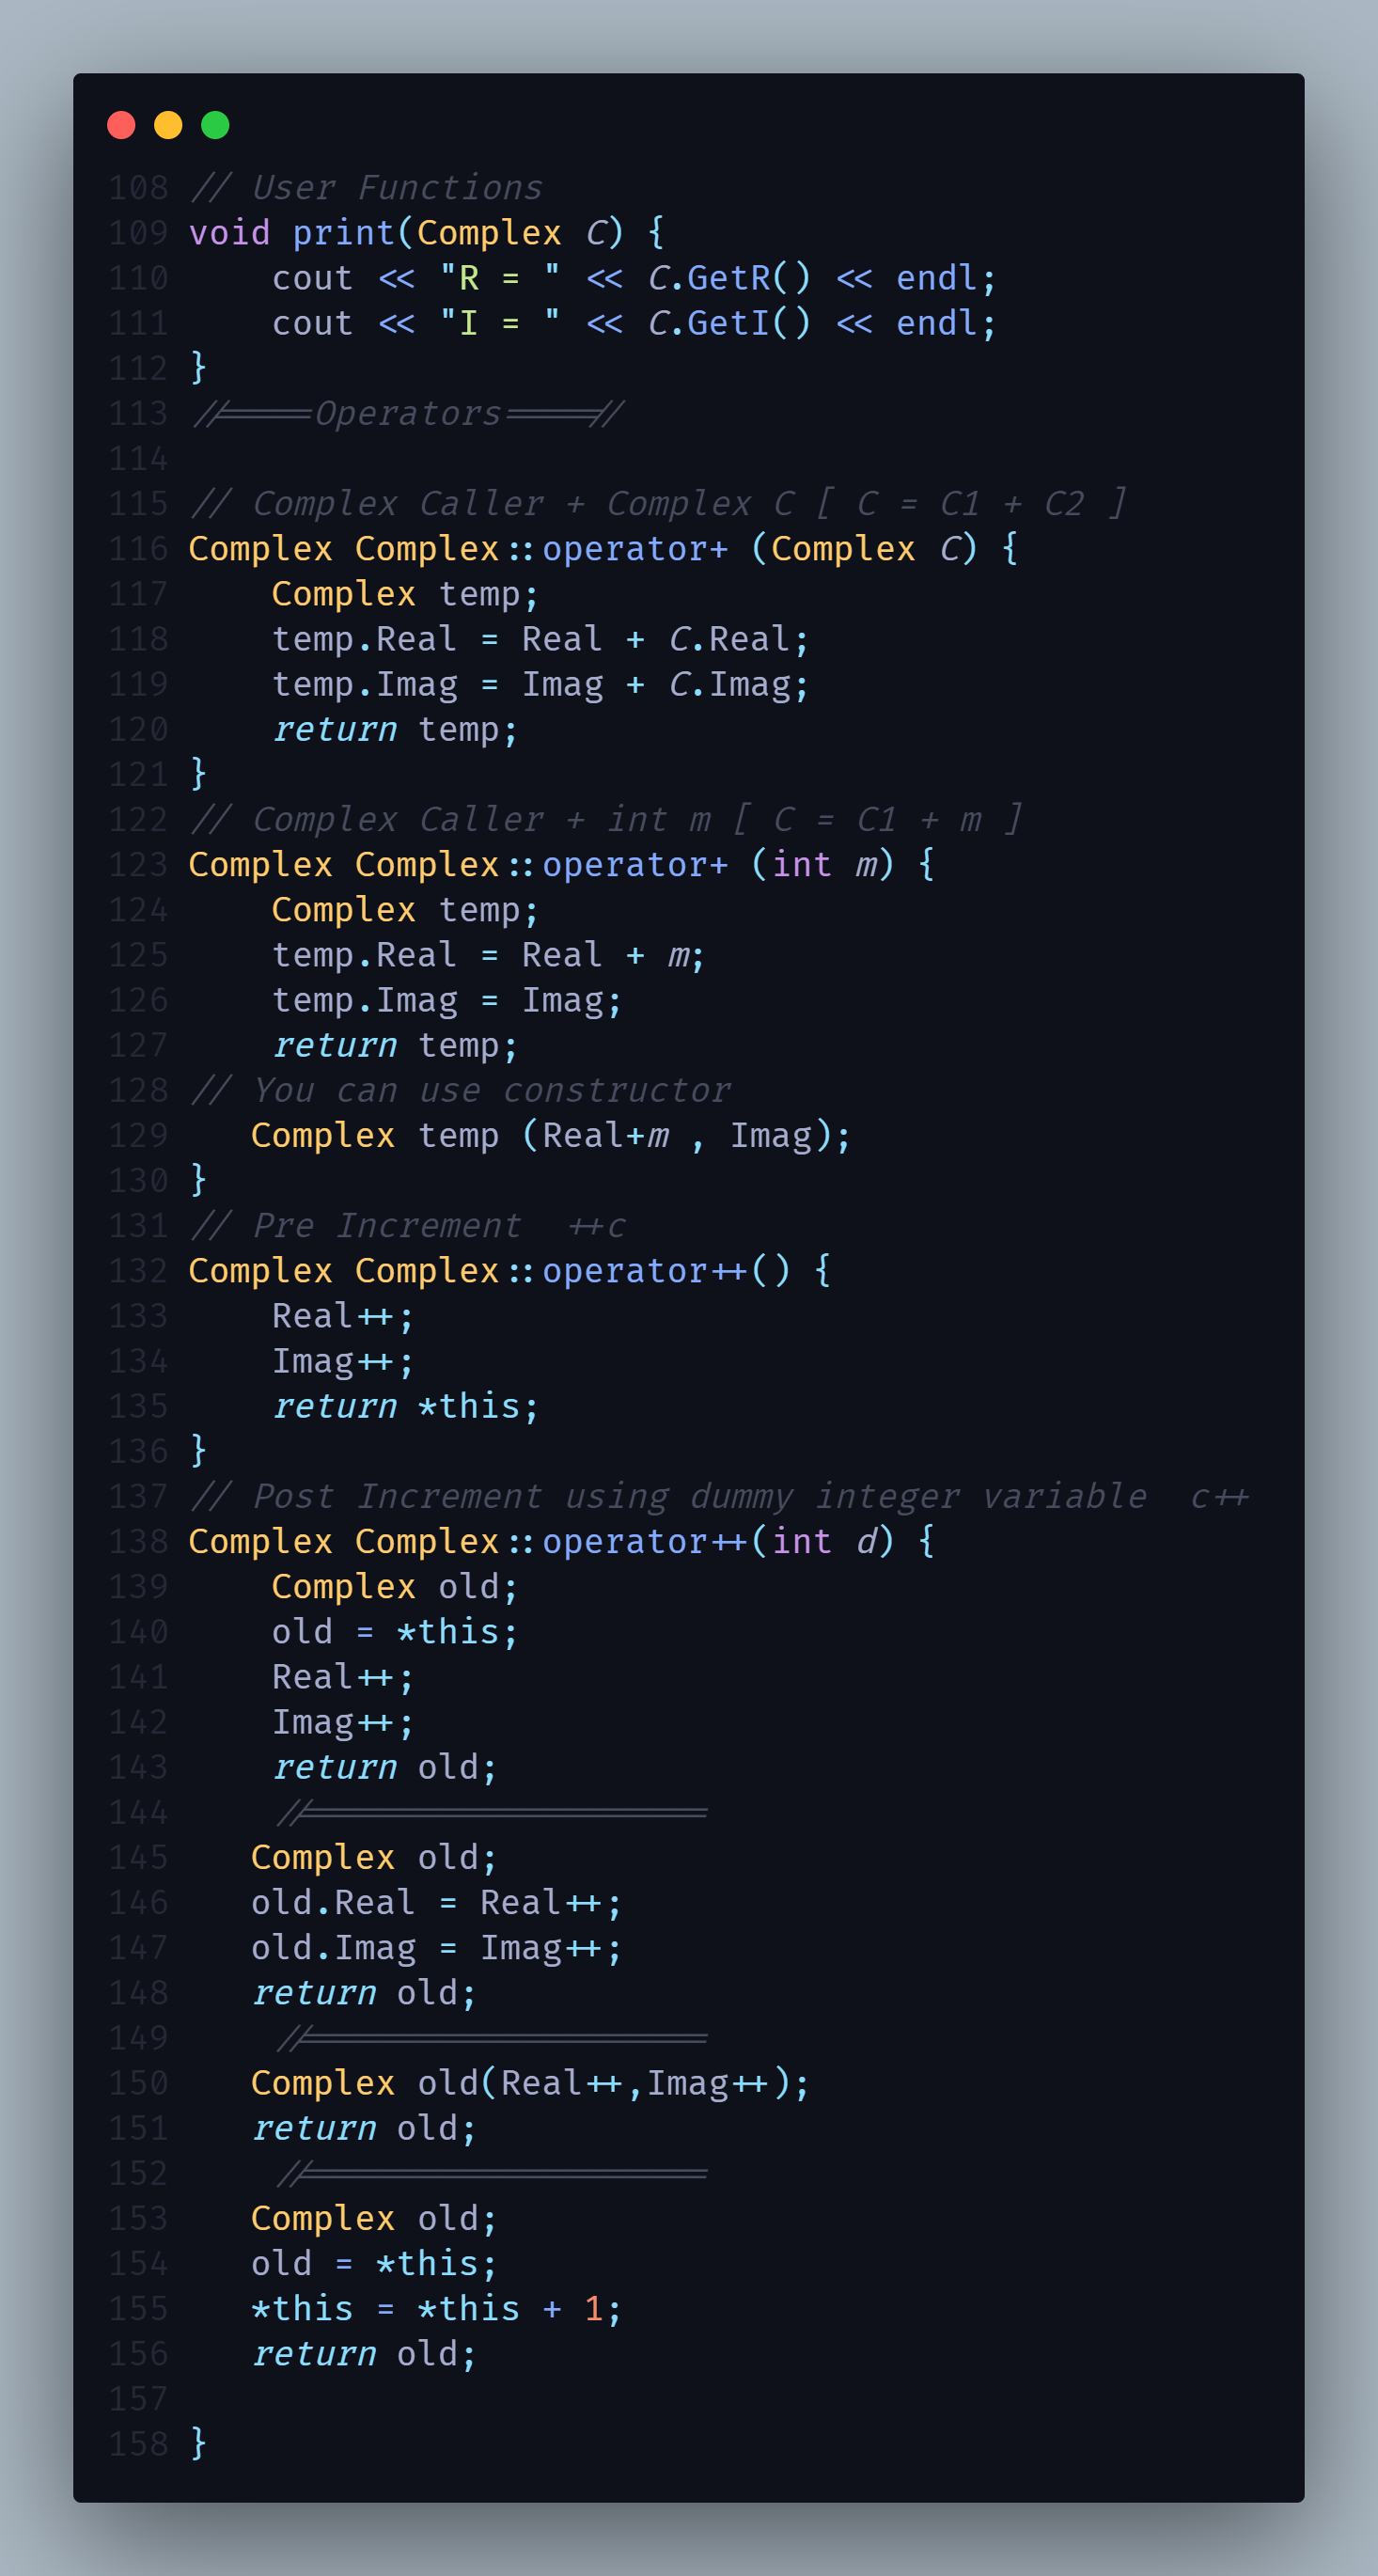 108 // User Functions
109 void print(Complex C) {
110     cout << "R = " << C.GetR() << endl;
111     cout << "I = " << C.GetI() << endl;
112 }
113 //=====Operators=====//
114
115 // Complex Caller + Complex C [ C = C1 + C2 ]
116 Complex Complex::operator+ (Complex C) {
117     Complex temp;
118     temp.Real = Real + C.Real;
119     temp.Imag = Imag + C.Imag;
120     return temp;
121 }
122 // Complex Caller + int m [ C = C1 + m ]
123 Complex Complex::operator+ (int m) {
124     Complex temp;
125     temp.Real = Real + m;
126     temp.Imag = Imag;
127     return temp;
128 // You can use constructor
129    Complex temp (Real+m , Imag);
130 }
131 // Pre Increment  ++c
132 Complex Complex::operator++() {
133     Real++;
134     Imag++;
135     return *this;
136 }
137 // Post Increment using dummy integer variable  c++
138 Complex Complex::operator++(int d) {
139     Complex old;
140     old = *this;
141     Real++;
142     Imag++;
143     return old;
144     //===================
145    Complex old;
146    old.Real = Real++;
147    old.Imag = Imag++;
148    return old;
149     //===================
150    Complex old(Real++,Imag++);
151    return old;
152     //===================
153    Complex old;
154    old = *this;
155    *this = *this + 1;
156    return old;
157
158 }